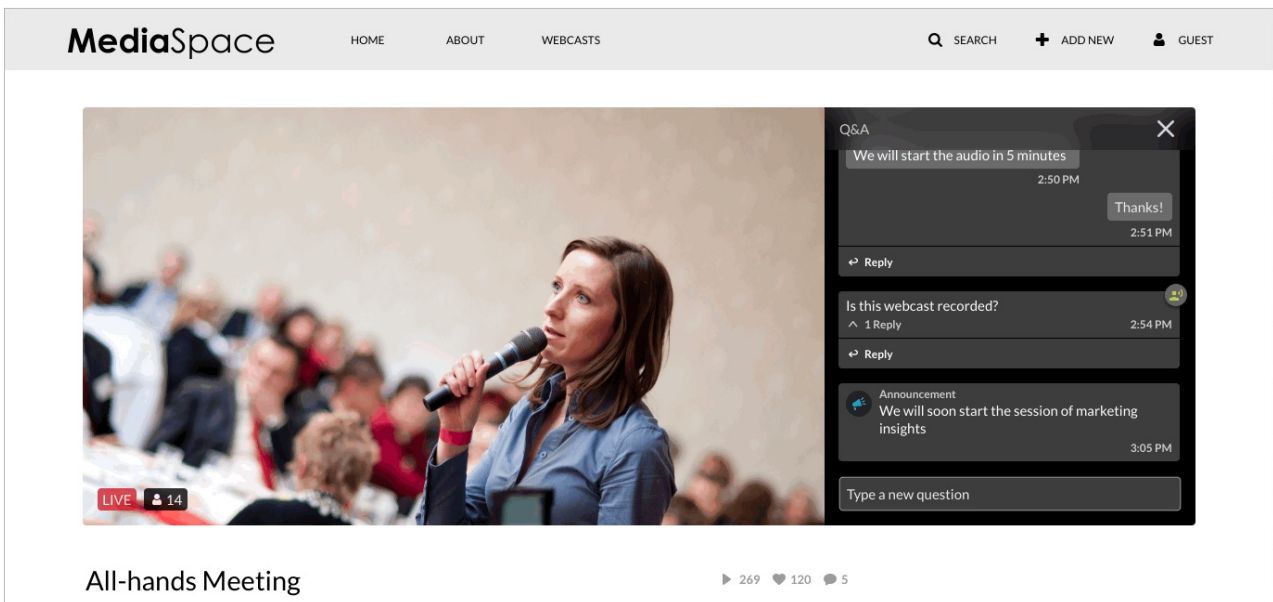 MediaSpace HOME ABOUT WEBCASTS SEARCH ADD NEW GUEST
Q&A
We will start the audio in 5 minutes
2:50 PM
Thanks!
2:51 PM
Reply
Is this webcast recorded?
1 Reply 2:54 PM
Reply
Announcement
We will soon start the session of marketing
insights
3:05 PM
Type a new question
LIVE 14
All-hands Meeting 269 120 5